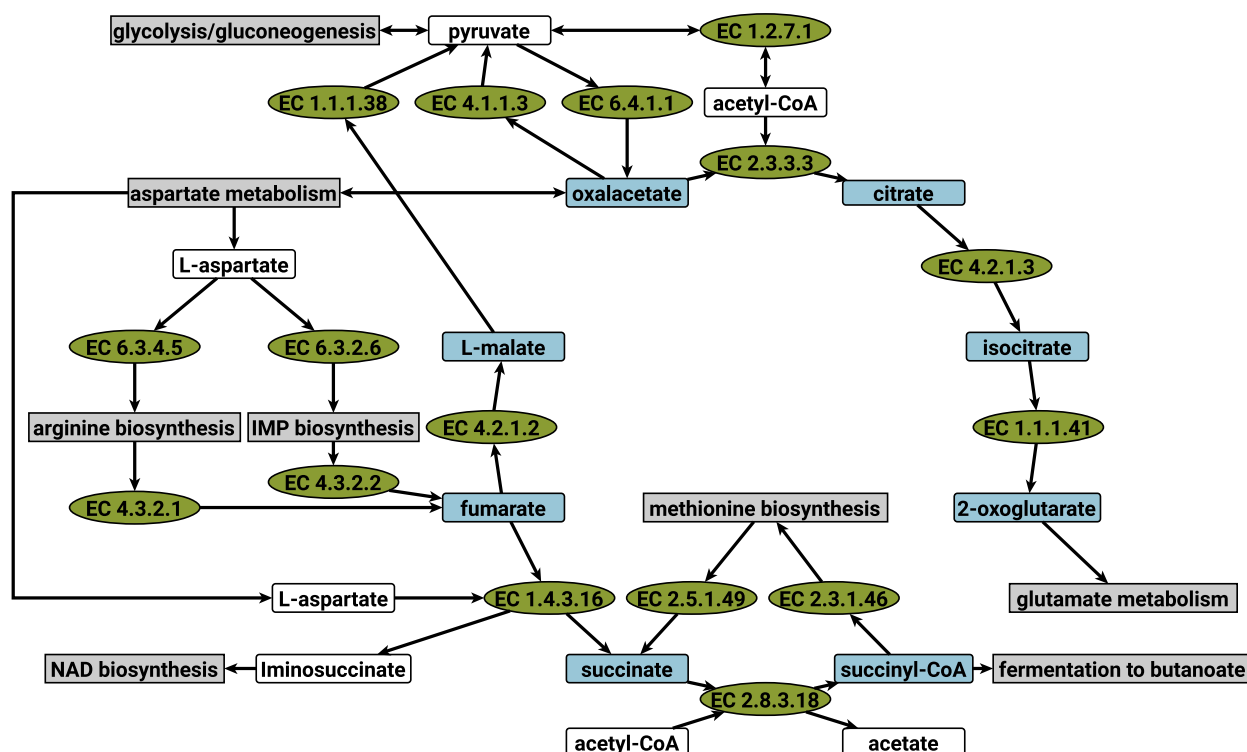 glycolysis/gluconeogenesis
pyruvate
EC 1.2.7.1
EC 1.1.1.38
EC 4.1.1.3
EC 6.4.1.1
acetyl-CoA
EC 2.3.3.3
aspartate metabolism
oxalacetate
citrate
L-aspartate
EC 4.2.1.3
EC 6.3.4.5
EC 6.3.2.6
L-malate
isocitrate
arginine biosynthesis
IMP biosynthesis
EC 4.2.1.2
EC 1.1.1.41
EC 4.3.2.2
EC 4.3.2.1
fumarate
methionine biosynthesis
2-oxoglutarate
L-aspartate
EC 1.4.3.16
EC 2.5.1.49
EC 2.3.1.46
glutamate metabolism
NAD biosynthesis
Iminosuccinate
succinate
succinyl-CoA
fermentation to butanoate
EC 2.8.3.18
acetyl-CoA
acetate